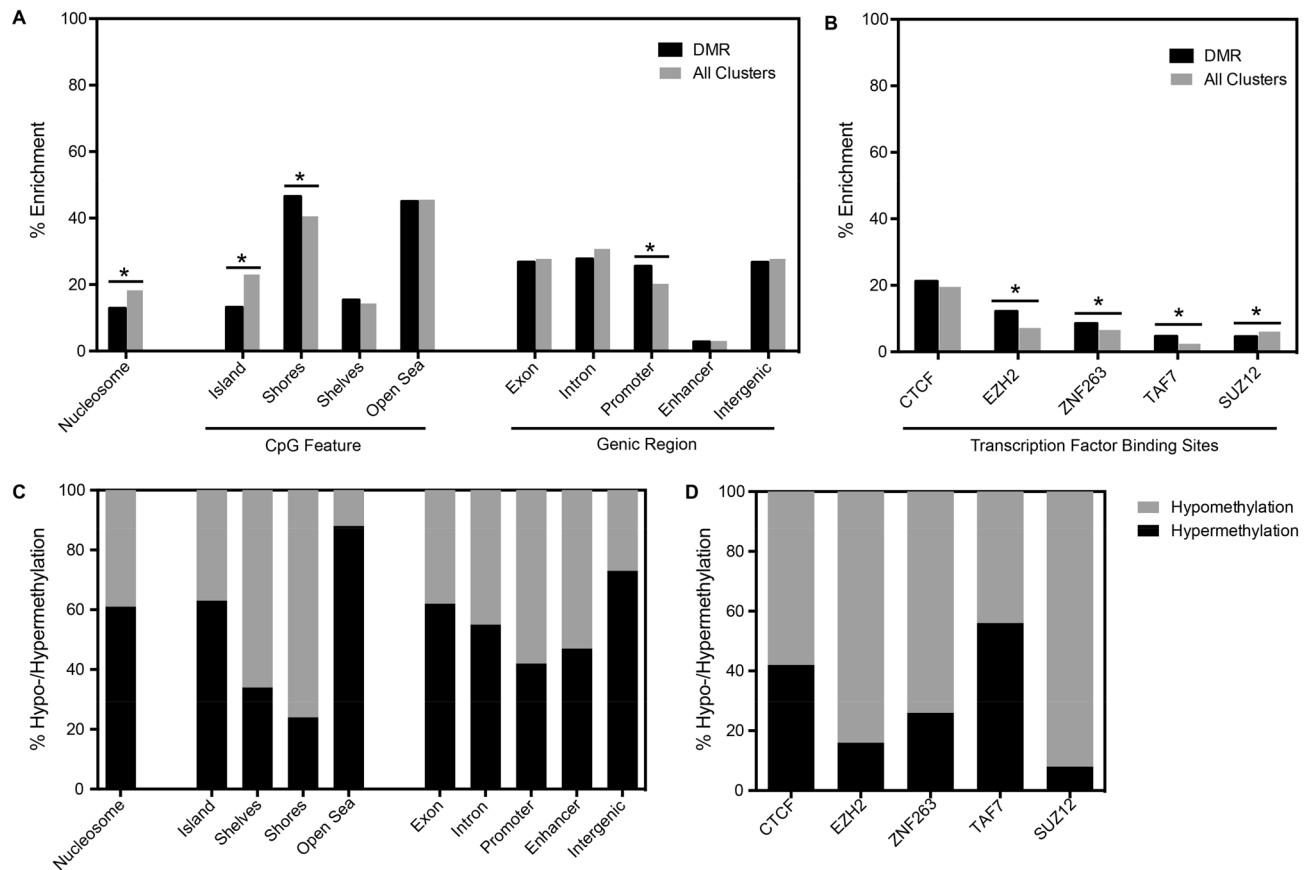 A
100
80
60
40
20
0
% Enrichment
DMR
All Clusters
*
*
*
*
Nucleosome
Island
Shores
Shelves
Open Sea
Exon
Intron
Promoter
Enhancer
Intergenic
CpG Feature
Genic Region
B
100
80
60
40
20
0
% Enrichment
DMR
All Clusters
*
*
*
*
CTCF
EZH2
ZNF263
TAF7
SUZ12
Transcription Factor Binding Sites
C
100
80
60
40
20
0
% Hypo-/Hypermethylation
Nucleosome
Island
Shelves
Shores
Open Sea
Exon
Intron
Promoter
Enhancer
Intergenic
D
100
80
60
40
20
0
% Hypo-/Hypermethylation
Hypomethylation
Hypermethylation
CTCF
EZH2
ZNF263
TAF7
SUZ12